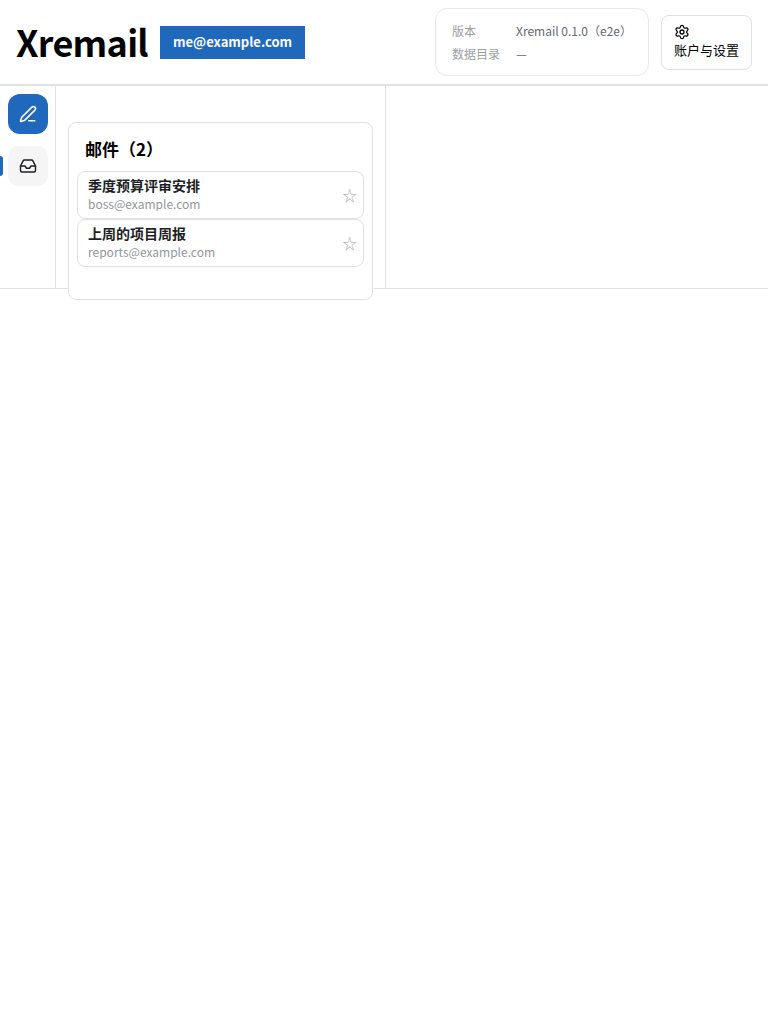 Xremail
me@example.com
版本 Xremail 0.1.0（e2e）
数据目录 —
账户与设置
邮件（2）
季度预算评审安排
boss@example.com
上周的项目周报
reports@example.com